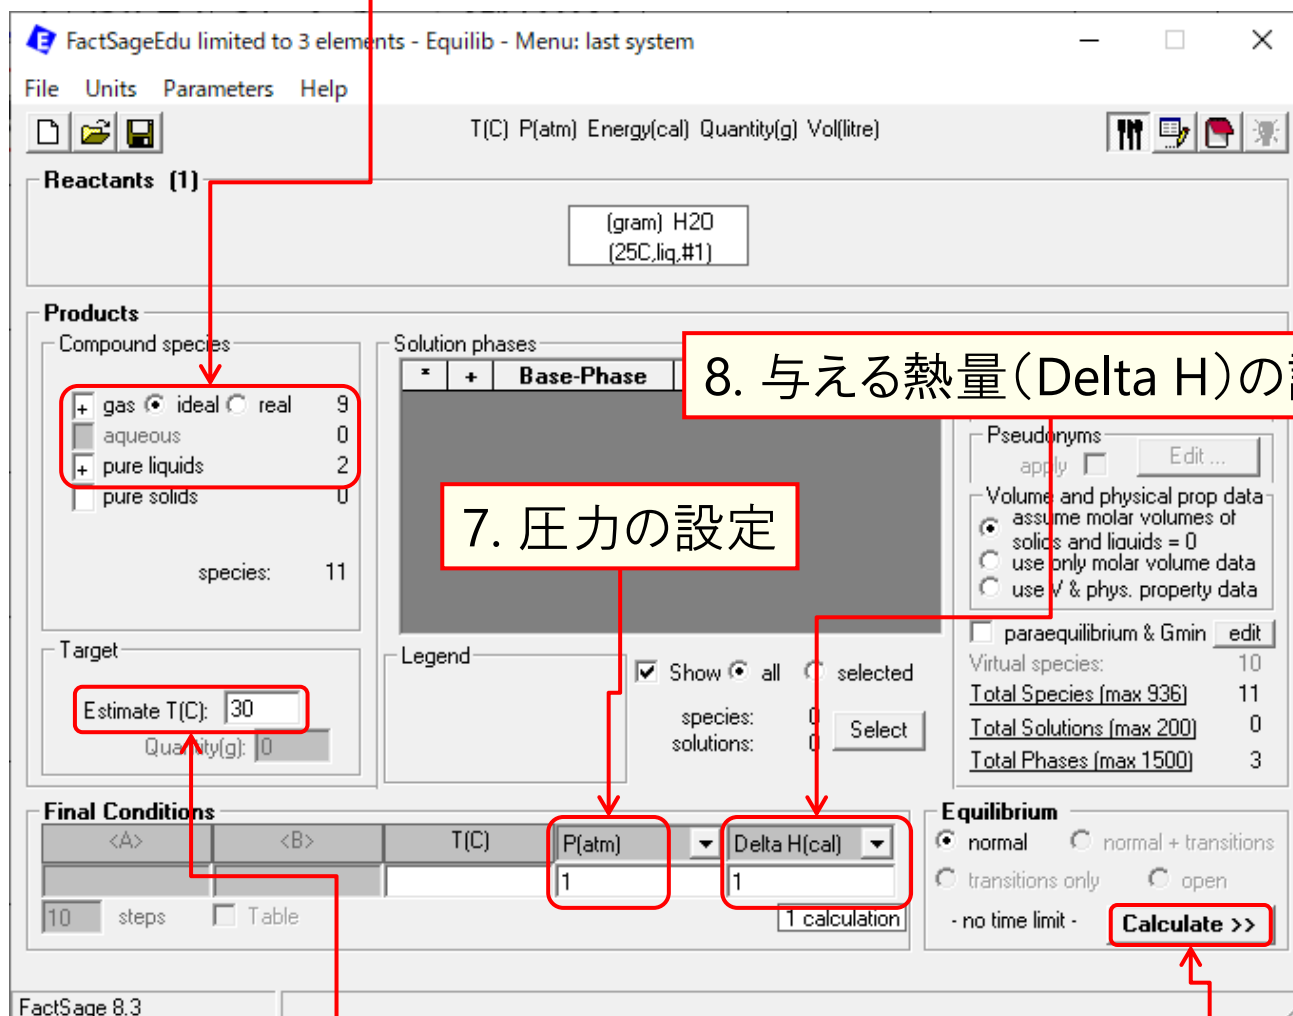 FactSageEdu limited to 3 elements - Equilib - Menu: last system
File Units Parameters Help
T(C) P(atm) Energy(cal) Quantity(g) Vol(litre)
Reactants (1)
(gram) H2O
(25C,liq,#1)
Products
Compound species
+ gas ideal real 9
aqueous 0
+ pure liquids 2
pure solids 0
species: 11
Target
Estimate T(C): 30
Quantity(g): 0
Solution phases
* + Base-Phase
8. 与える熱量(Delta H)の
7. 圧力の設定
Legend
Show all selected
species: 0
solutions: 0
Select
Pseudonyms
apply Edit ...
Volume and physical prop data
assume molar volumes of
solids and liquids = 0
use only molar volume data
use V & phys. property data
paraequilibrium & Gmin edit
Virtual species: 10
Total Species (max 936) 11
Total Solutions (max 200) 0
Total Phases (max 1500) 3
Final Conditions
<A> <B> T(C) P(atm) Delta H(cal)
1 1
10 steps Table 1 calculation
Equilibrium
normal normal + transitions
transitions only open
- no time limit - Calculate >>
FactSage 8.3